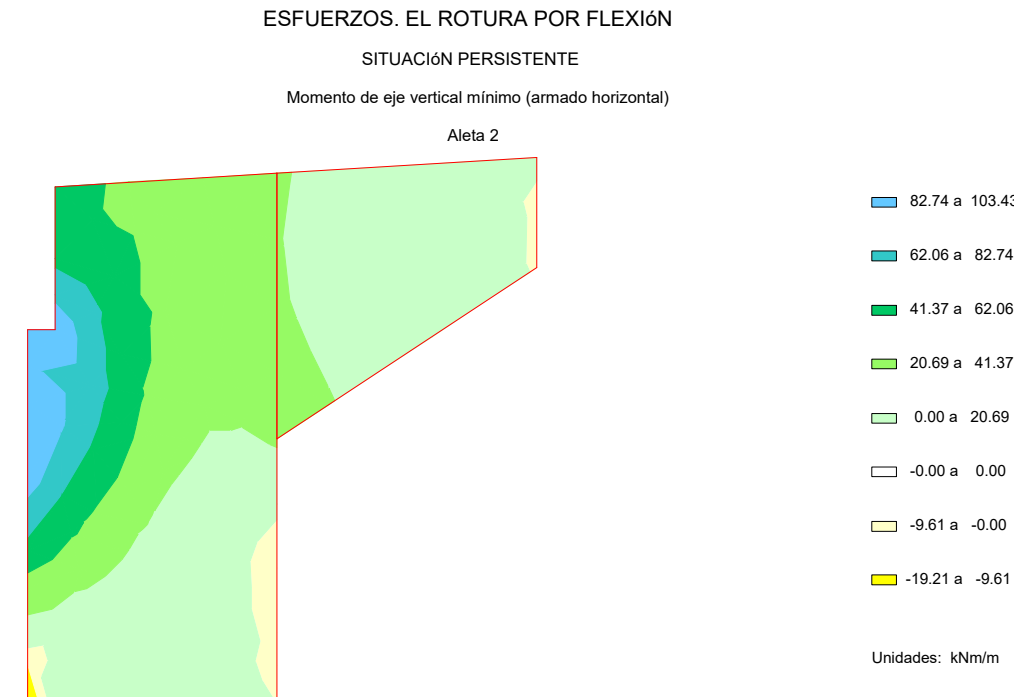 ESFUERZOS. EL ROTURA POR FLEXIóN
SITUACIóN PERSISTENTE
Momento de eje vertical mínimo (armado horizontal)
Aleta 2
82.74 a 103.43
62.06 a 82.74
41.37 a 62.06
20.69 a 41.37
0.00 a 20.69
-0.00 a 0.00
-9.61 a -0.00
-19.21 a -9.61
Unidades: kNm/m